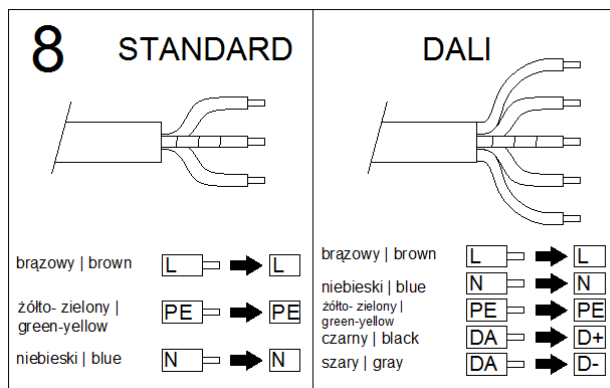 8 STANDARD
brązowy | brown L L
żółto- zielony |
green-yellow PE PE
niebieski | blue N N
DALI
brązowy | brown L L
niebieski | blue N N
żółto- zielony |
green-yellow PE PE
czarny | black DA D+
szary | gray DA D-